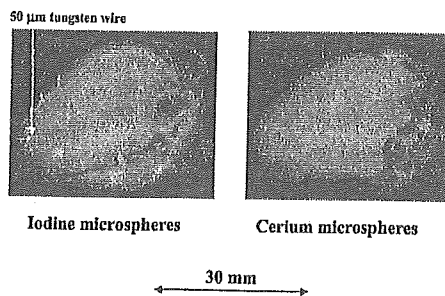 50 μm tungsten wire
Iodine microspheres
Cerium microspheres
30 mm